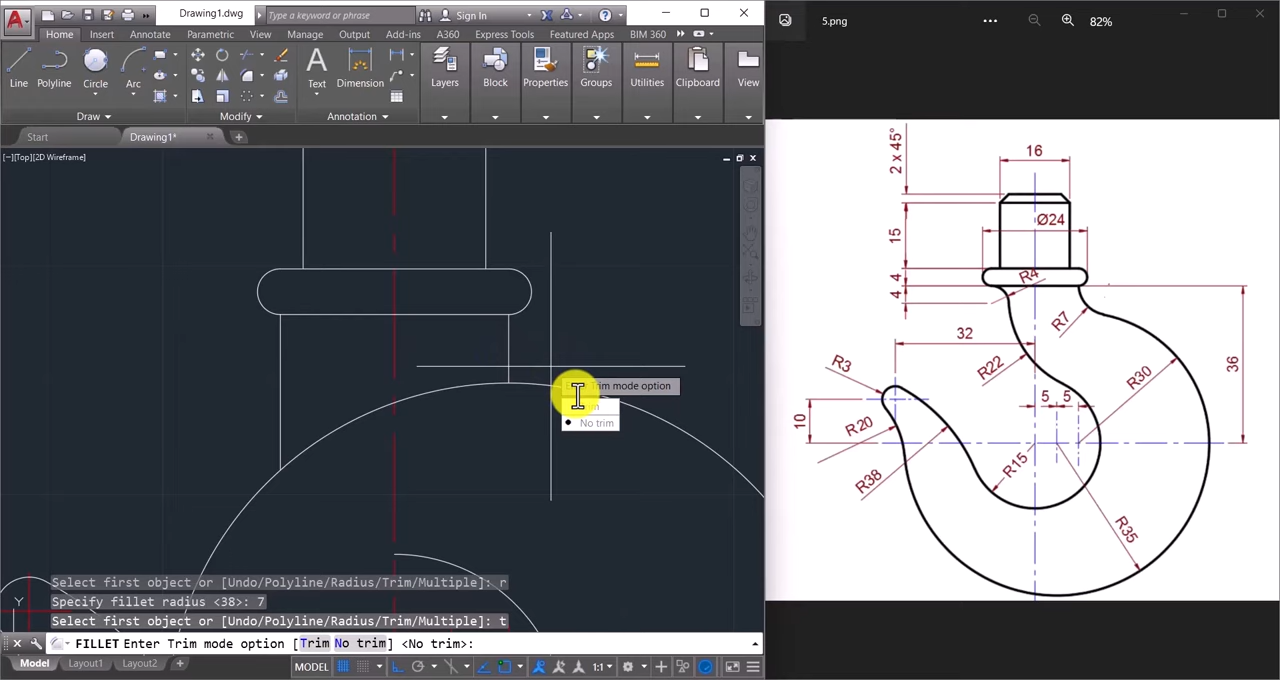 Drawing1.dwg
Type a keyword or phrase
Sign In
5.png
82%
Home Insert Annotate Parametric View Manage Output Add-ins A360 Express Tools Featured Apps BIM 360
Line Polyline Circle Arc Text Dimension Layers Block Properties Groups Utilities Clipboard View
Draw Modify Annotation
Start Drawing1*
[−][Top][2D Wireframe]
Trim mode option
No trim
Y
Select first object or [Undo/Polyline/Radius/Trim/Multiple]: r
Specify fillet radius <38>: 7
Select first object or [Undo/Polyline/Radius/Trim/Multiple]: t
FILLET Enter Trim mode option [Trim No trim] <No trim>:
Model Layout1 Layout2
MODEL 1:1
2 x 45°
16
15
Ø24
4
R4
4
R7
32
R22
R30
36
R3
5 5
10
R20
R15
R38
R35